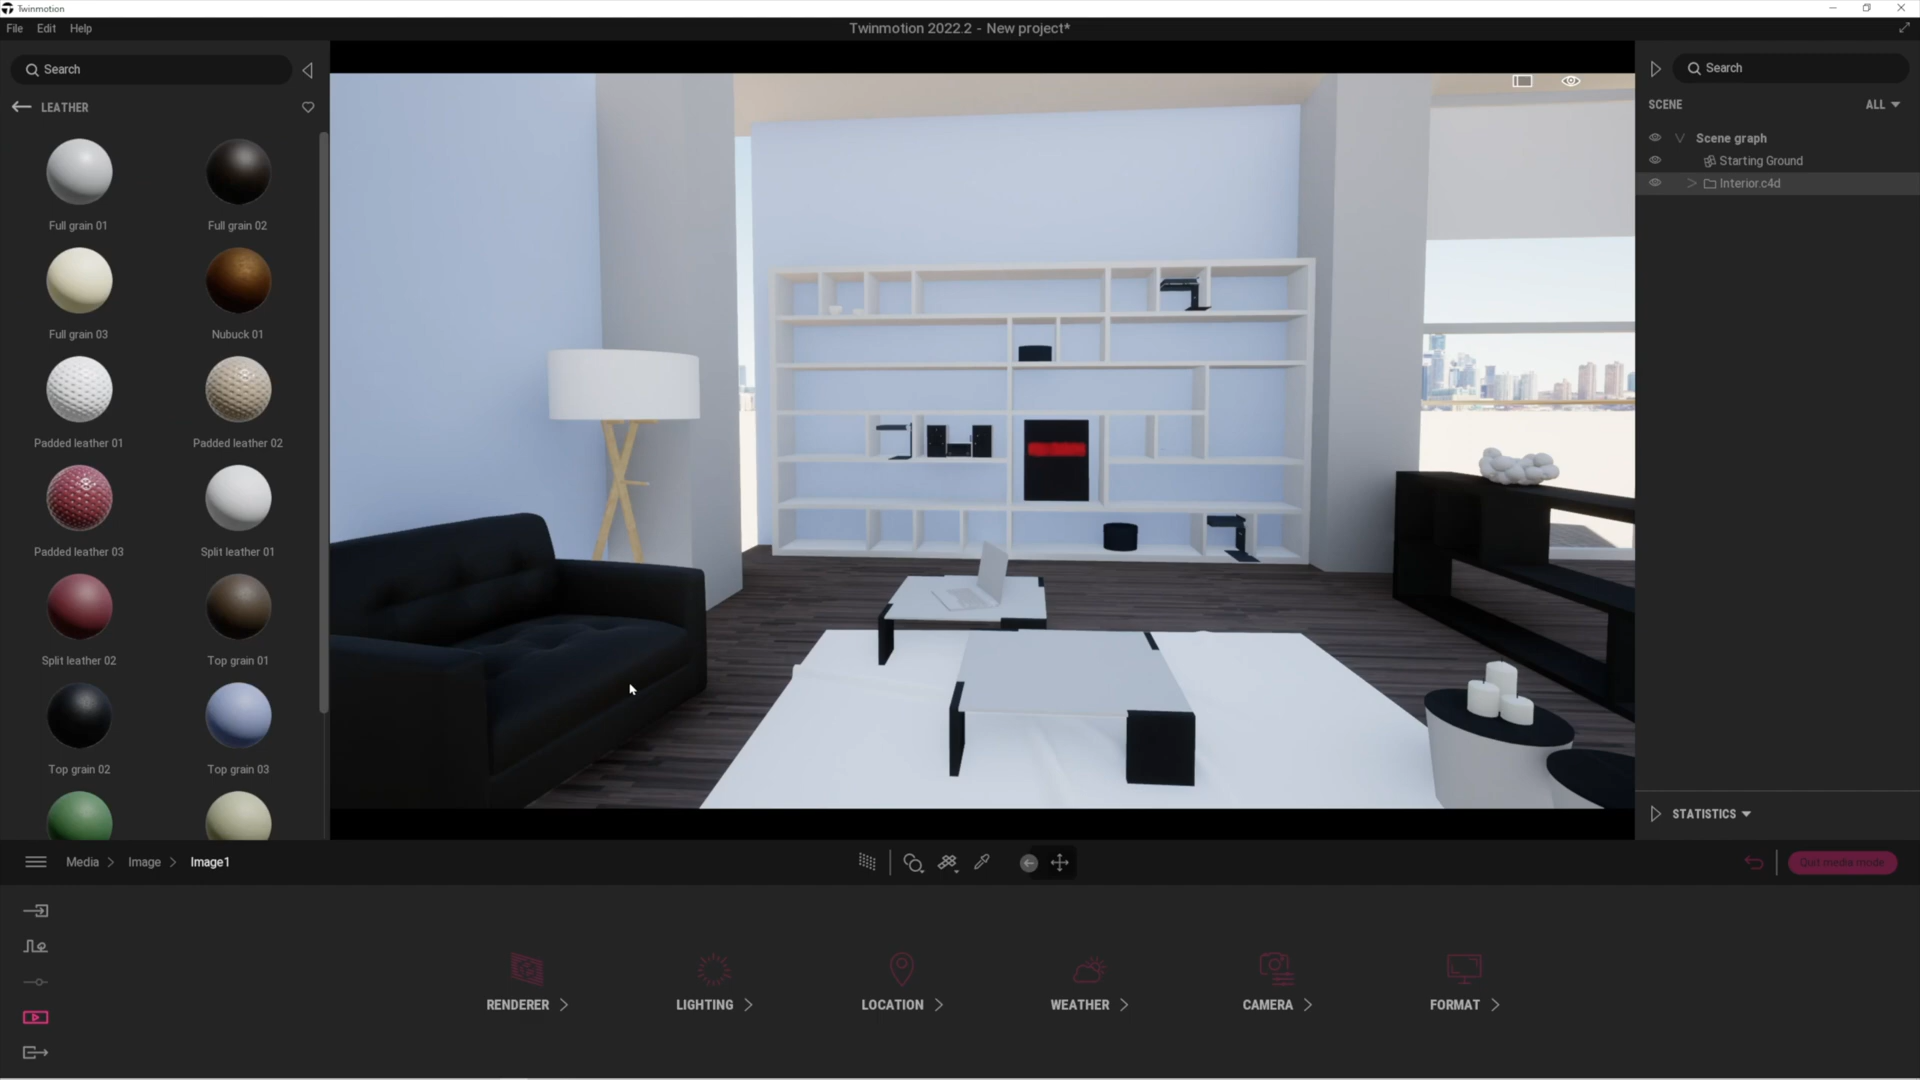 Twinmotion
File Edit Help
Twinmotion 2022.2 - New project*
Search
LEATHER
Full grain 01
Full grain 02
Full grain 03
Nubuck 01
Padded leather 01
Padded leather 02
Padded leather 03
Split leather 01
Split leather 02
Top grain 01
Top grain 02
Top grain 03
Search
SCENE
ALL
Scene graph
Starting Ground
Interior.c4d
STATISTICS
Media > Image > Image1
Quit media mode
RENDERER
LIGHTING
LOCATION
WEATHER
CAMERA
FORMAT